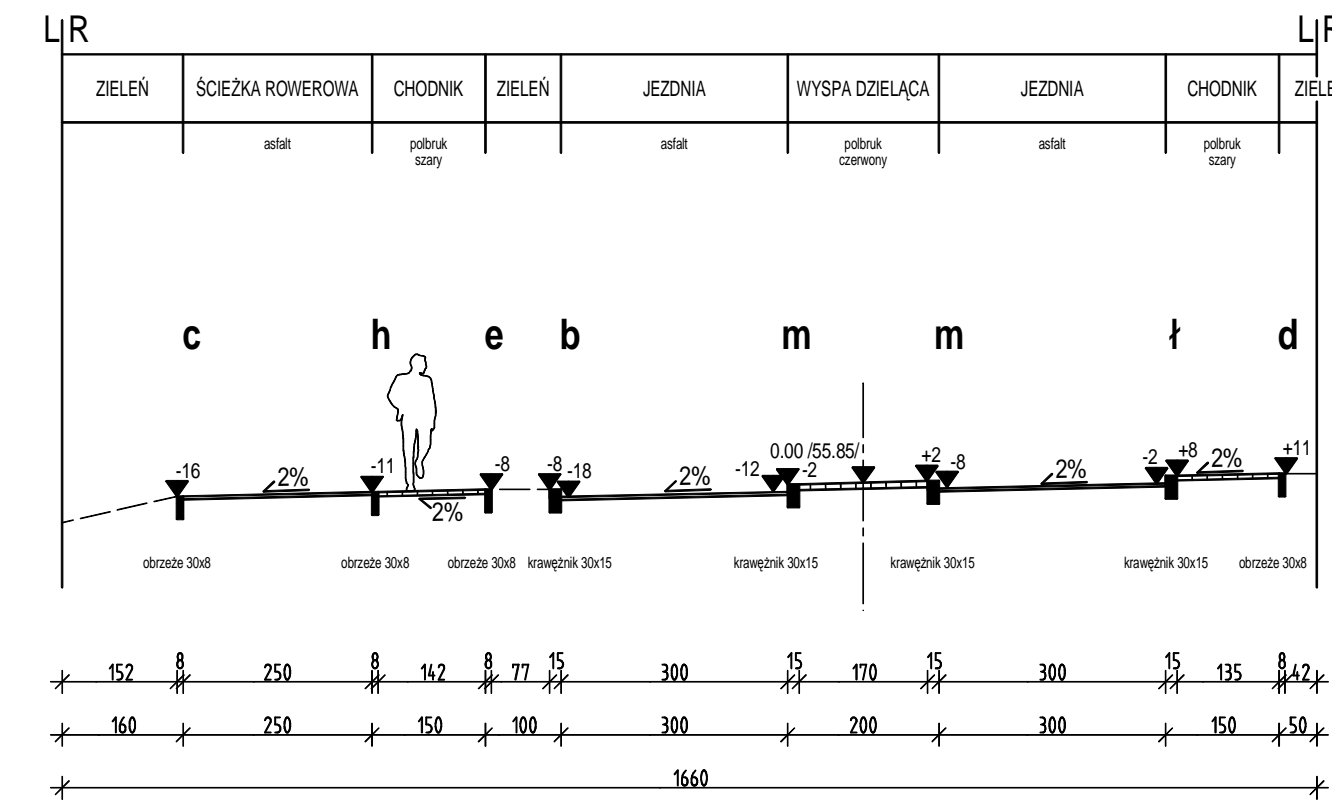 L R L R
ZIELEŃ ŚCIEŻKA ROWEROWA CHODNIK ZIELEŃ JEZDNIA WYSPA DZIELĄCA JEZDNIA CHODNIK ZIELE
asfalt polbruk asfalt polbruk asfalt polbruk
szary czerwony szary
c h e b m m ł d
0.00 /55.85/ +2 -2 +8 2% +11
-16 2% -11 -8 -8 -18 2% -12 -2 -8 2%
2%
obrzeże 30x8 obrzeże 30x8 obrzeże 30x8 krawężnik 30x15 krawężnik 30x15 krawężnik 30x15 krawężnik 30x15 obrzeże 30x8
8 8 8 15 15 15 15 8
152 250 142 77 300 170 300 135 42
160 250 150 100 300 200 300 150 50
1660